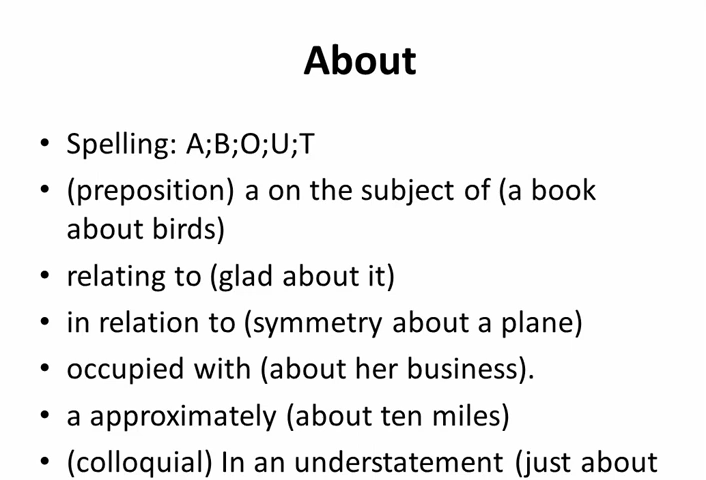 About
• Spelling: A;B;O;U;T
• (preposition) a on the subject of (a book
about birds)
• relating to (glad about it)
• in relation to (symmetry about a plane)
• occupied with (about her business).
• a approximately (about ten miles)
• (colloquial) In an understatement (just about